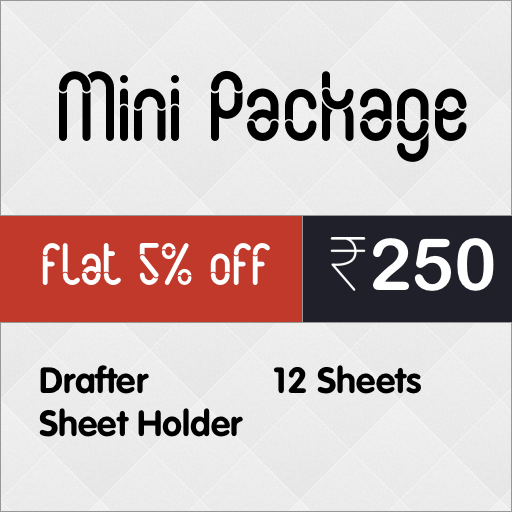 Mini Package
flat 5% off
₹250
Drafter
12 Sheets
Sheet Holder